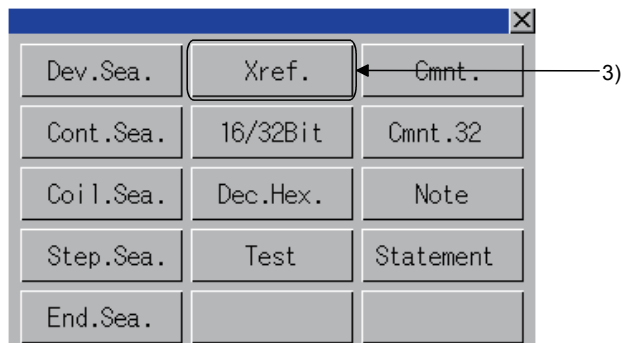 Dev.Sea. Xref. Cmnt. 3)
Cont.Sea. 16/32Bit Cmnt.32
Coil.Sea. Dec.Hex. Note
Step.Sea. Test Statement
End.Sea.